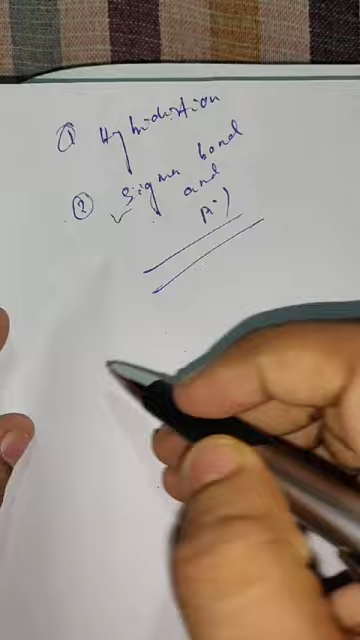 ① Hybridization
② Sigma bond
and
Pi)